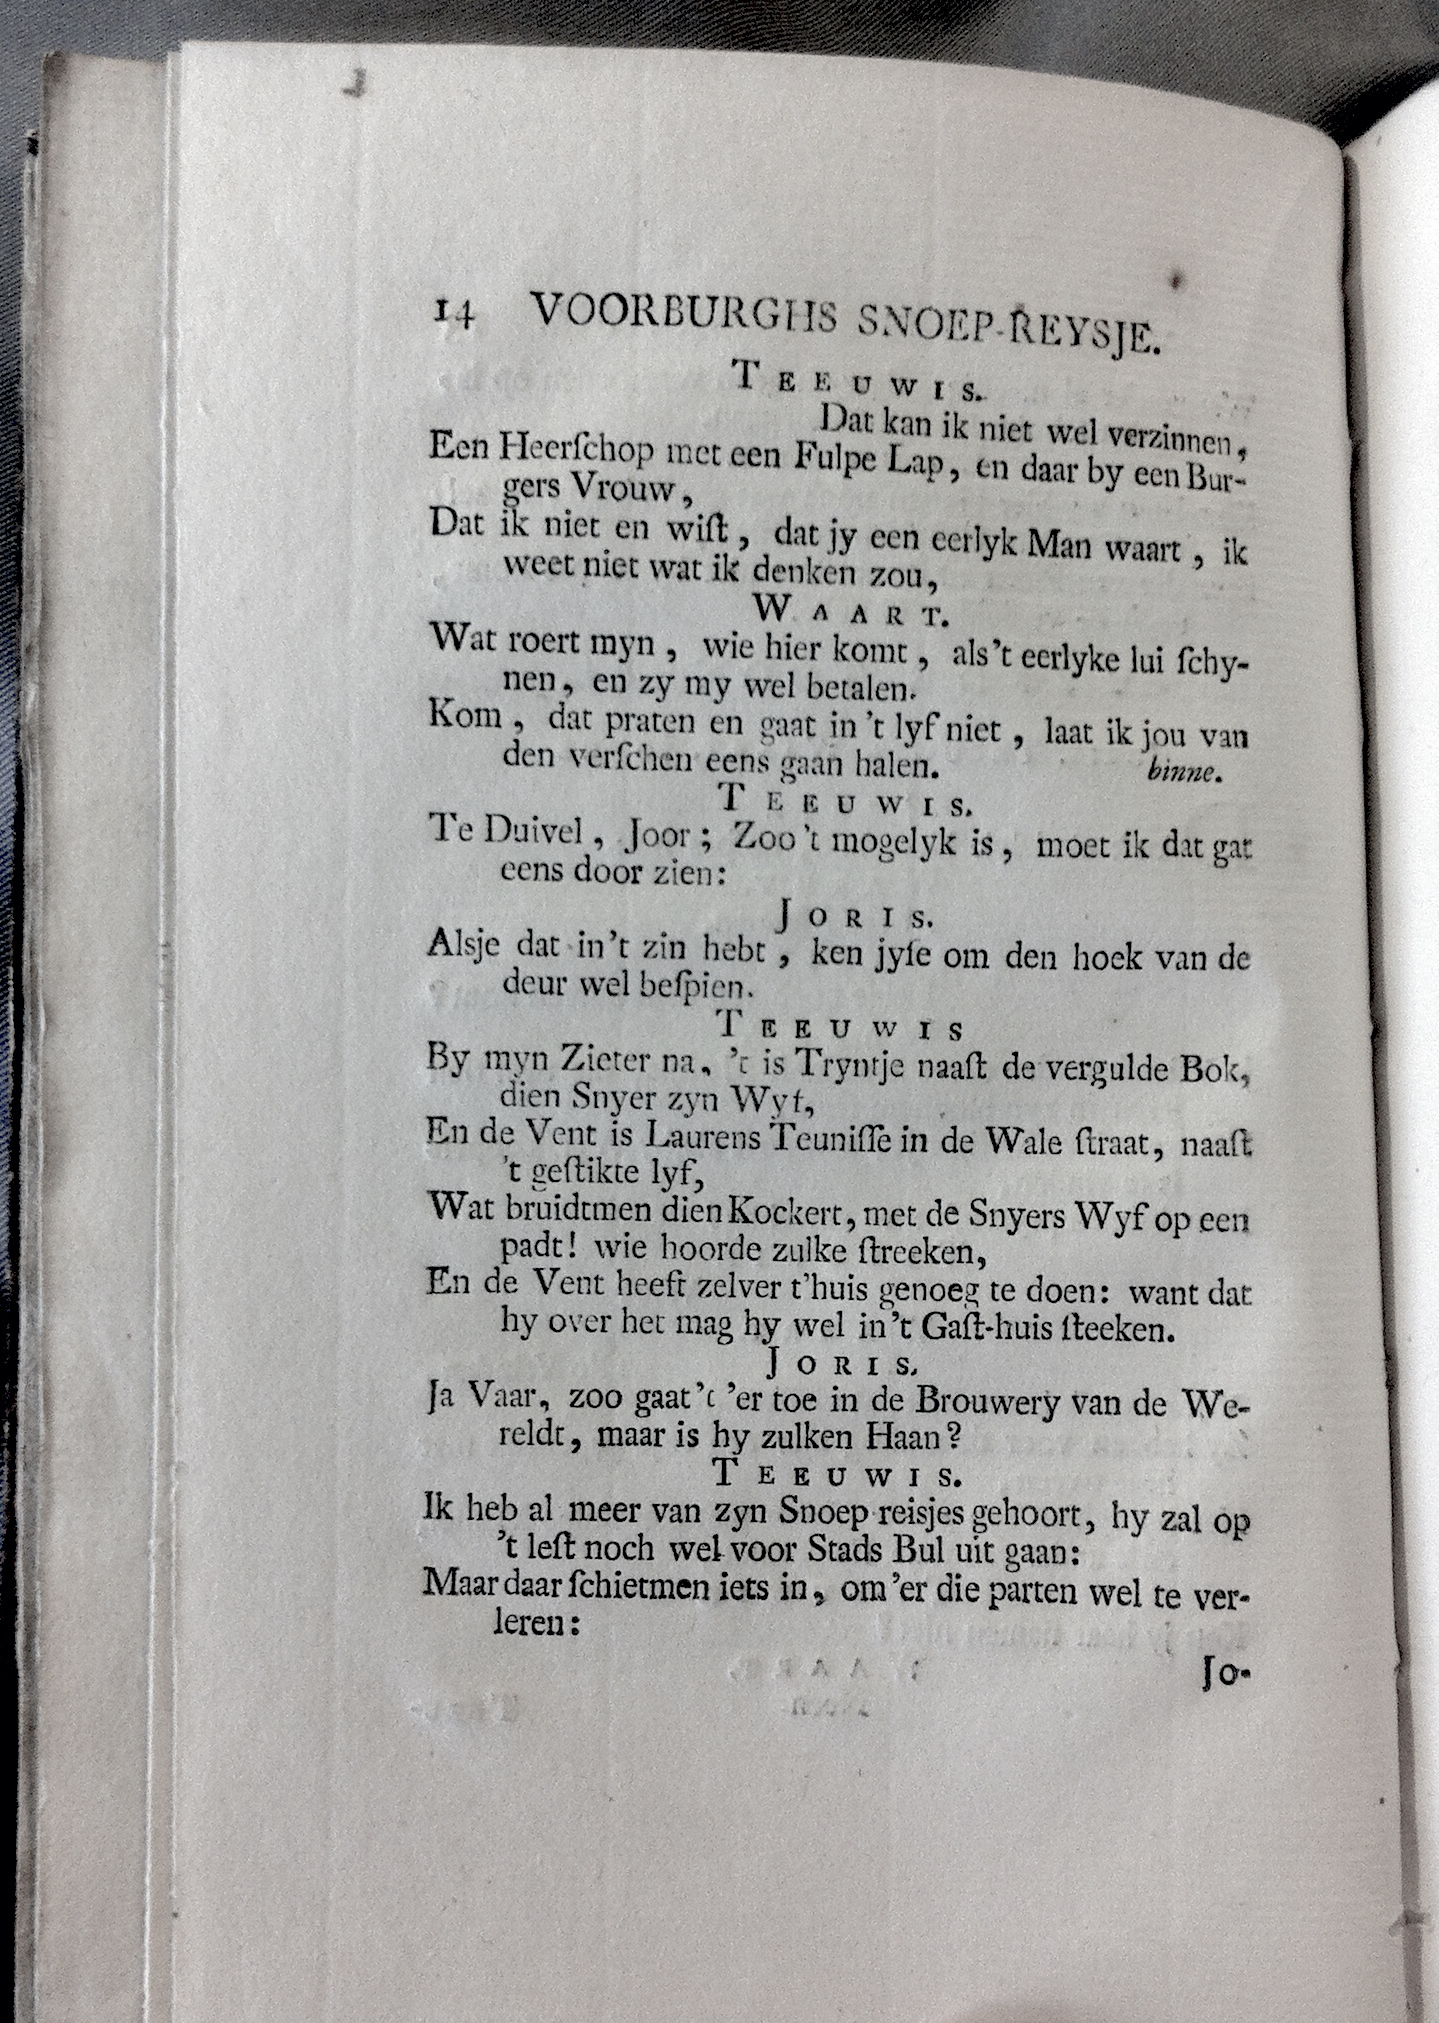 14 VOORBURGHS SNOEP-REYSJE.
TEEUWIS.
Dat kan ik niet wel verzinnen,
Een Heerſchop met een Fulpe Lap, en daar by een Bur-
gers Vrouw,
Dat ik niet en wiſt, dat jy een eerlyk Man waart, ik
weet niet wat ik denken zou,
WAART.
Wat roert myn, wie hier komt, als't eerlyke lui ſchy-
nen, en zy my wel betalen.
Kom, dat praten en gaat in 't lyf niet, laat ik jou van
den verſchen eens gaan halen. binne.
TEEUWIS.
Te Duivel, Joor; Zoo 't mogelyk is, moet ik dat gat
eens door zien:
JORIS.
Alsje dat in't zin hebt, ken jyſe om den hoek van de
deur wel beſpien.
TEEUWIS
By myn Zieter na, 't is Tryntje naaſt de vergulde Bok,
dien Snyer zyn Wyf,
En de Vent is Laurens Teuniſſe in de Wale ſtraat, naaſt
't geſtikte lyf,
Wat bruidtmen dien Kockert, met de Snyers Wyf op een
padt! wie hoorde zulke ſtreeken,
En de Vent heeft zelver t'huis genoeg te doen: want dat
hy over het mag hy wel in't Gaſt-huis ſteeken.
JORIS.
Ja Vaar, zoo gaat 't 'er toe in de Brouwery van de We-
reldt, maar is hy zulken Haan?
TEEUWIS.
Ik heb al meer van zyn Snoep reisjes gehoort, hy zal op
't leſt noch wel voor Stads Bul uit gaan:
Maar daar ſchietmen iets in, om 'er die parten wel te ver-
leren:
Jo-